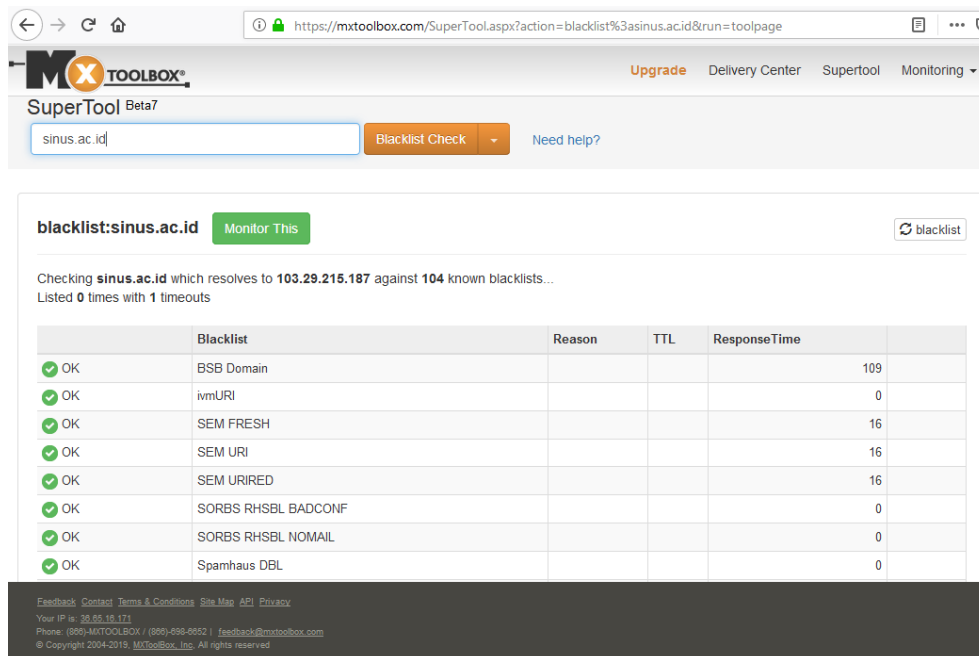 https://mxtoolbox.com/SuperTool.aspx?action=blacklist%3asinus.ac.id&run=toolpage
MX TOOLBOX®
Upgrade Delivery Center Supertool Monitoring
SuperTool Beta7
sinus.ac.id Blacklist Check Need help?
blacklist:sinus.ac.id Monitor This blacklist
Checking sinus.ac.id which resolves to 103.29.215.187 against 104 known blacklists...
Listed 0 times with 1 timeouts
Blacklist Reason TTL ResponseTime
OK BSB Domain 109
OK ivmURI 0
OK SEM FRESH 16
OK SEM URI 16
OK SEM URIRED 16
OK SORBS RHSBL BADCONF 0
OK SORBS RHSBL NOMAIL 0
OK Spamhaus DBL 0
Feedback Contact Terms & Conditions Site Map API Privacy
Your IP is: 36.65.16.171
Phone: (866)-MXTOOLBOX / (866)-698-6652 | feedback@mxtoolbox.com
© Copyright 2004-2019, MXToolBox, Inc, All rights reserved